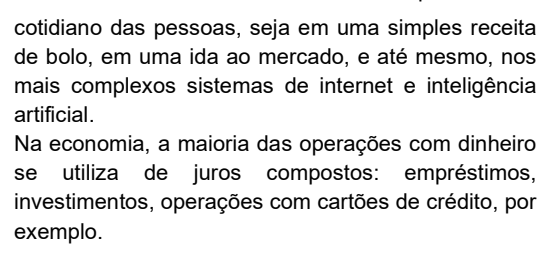 cotidiano das pessoas, seja em uma simples receita
de bolo, em uma ida ao mercado, e até mesmo, nos
mais complexos sistemas de internet e inteligência
artificial.
Na economia, a maioria das operações com dinheiro
se utiliza de juros compostos: empréstimos,
investimentos, operações com cartões de crédito, por
exemplo.